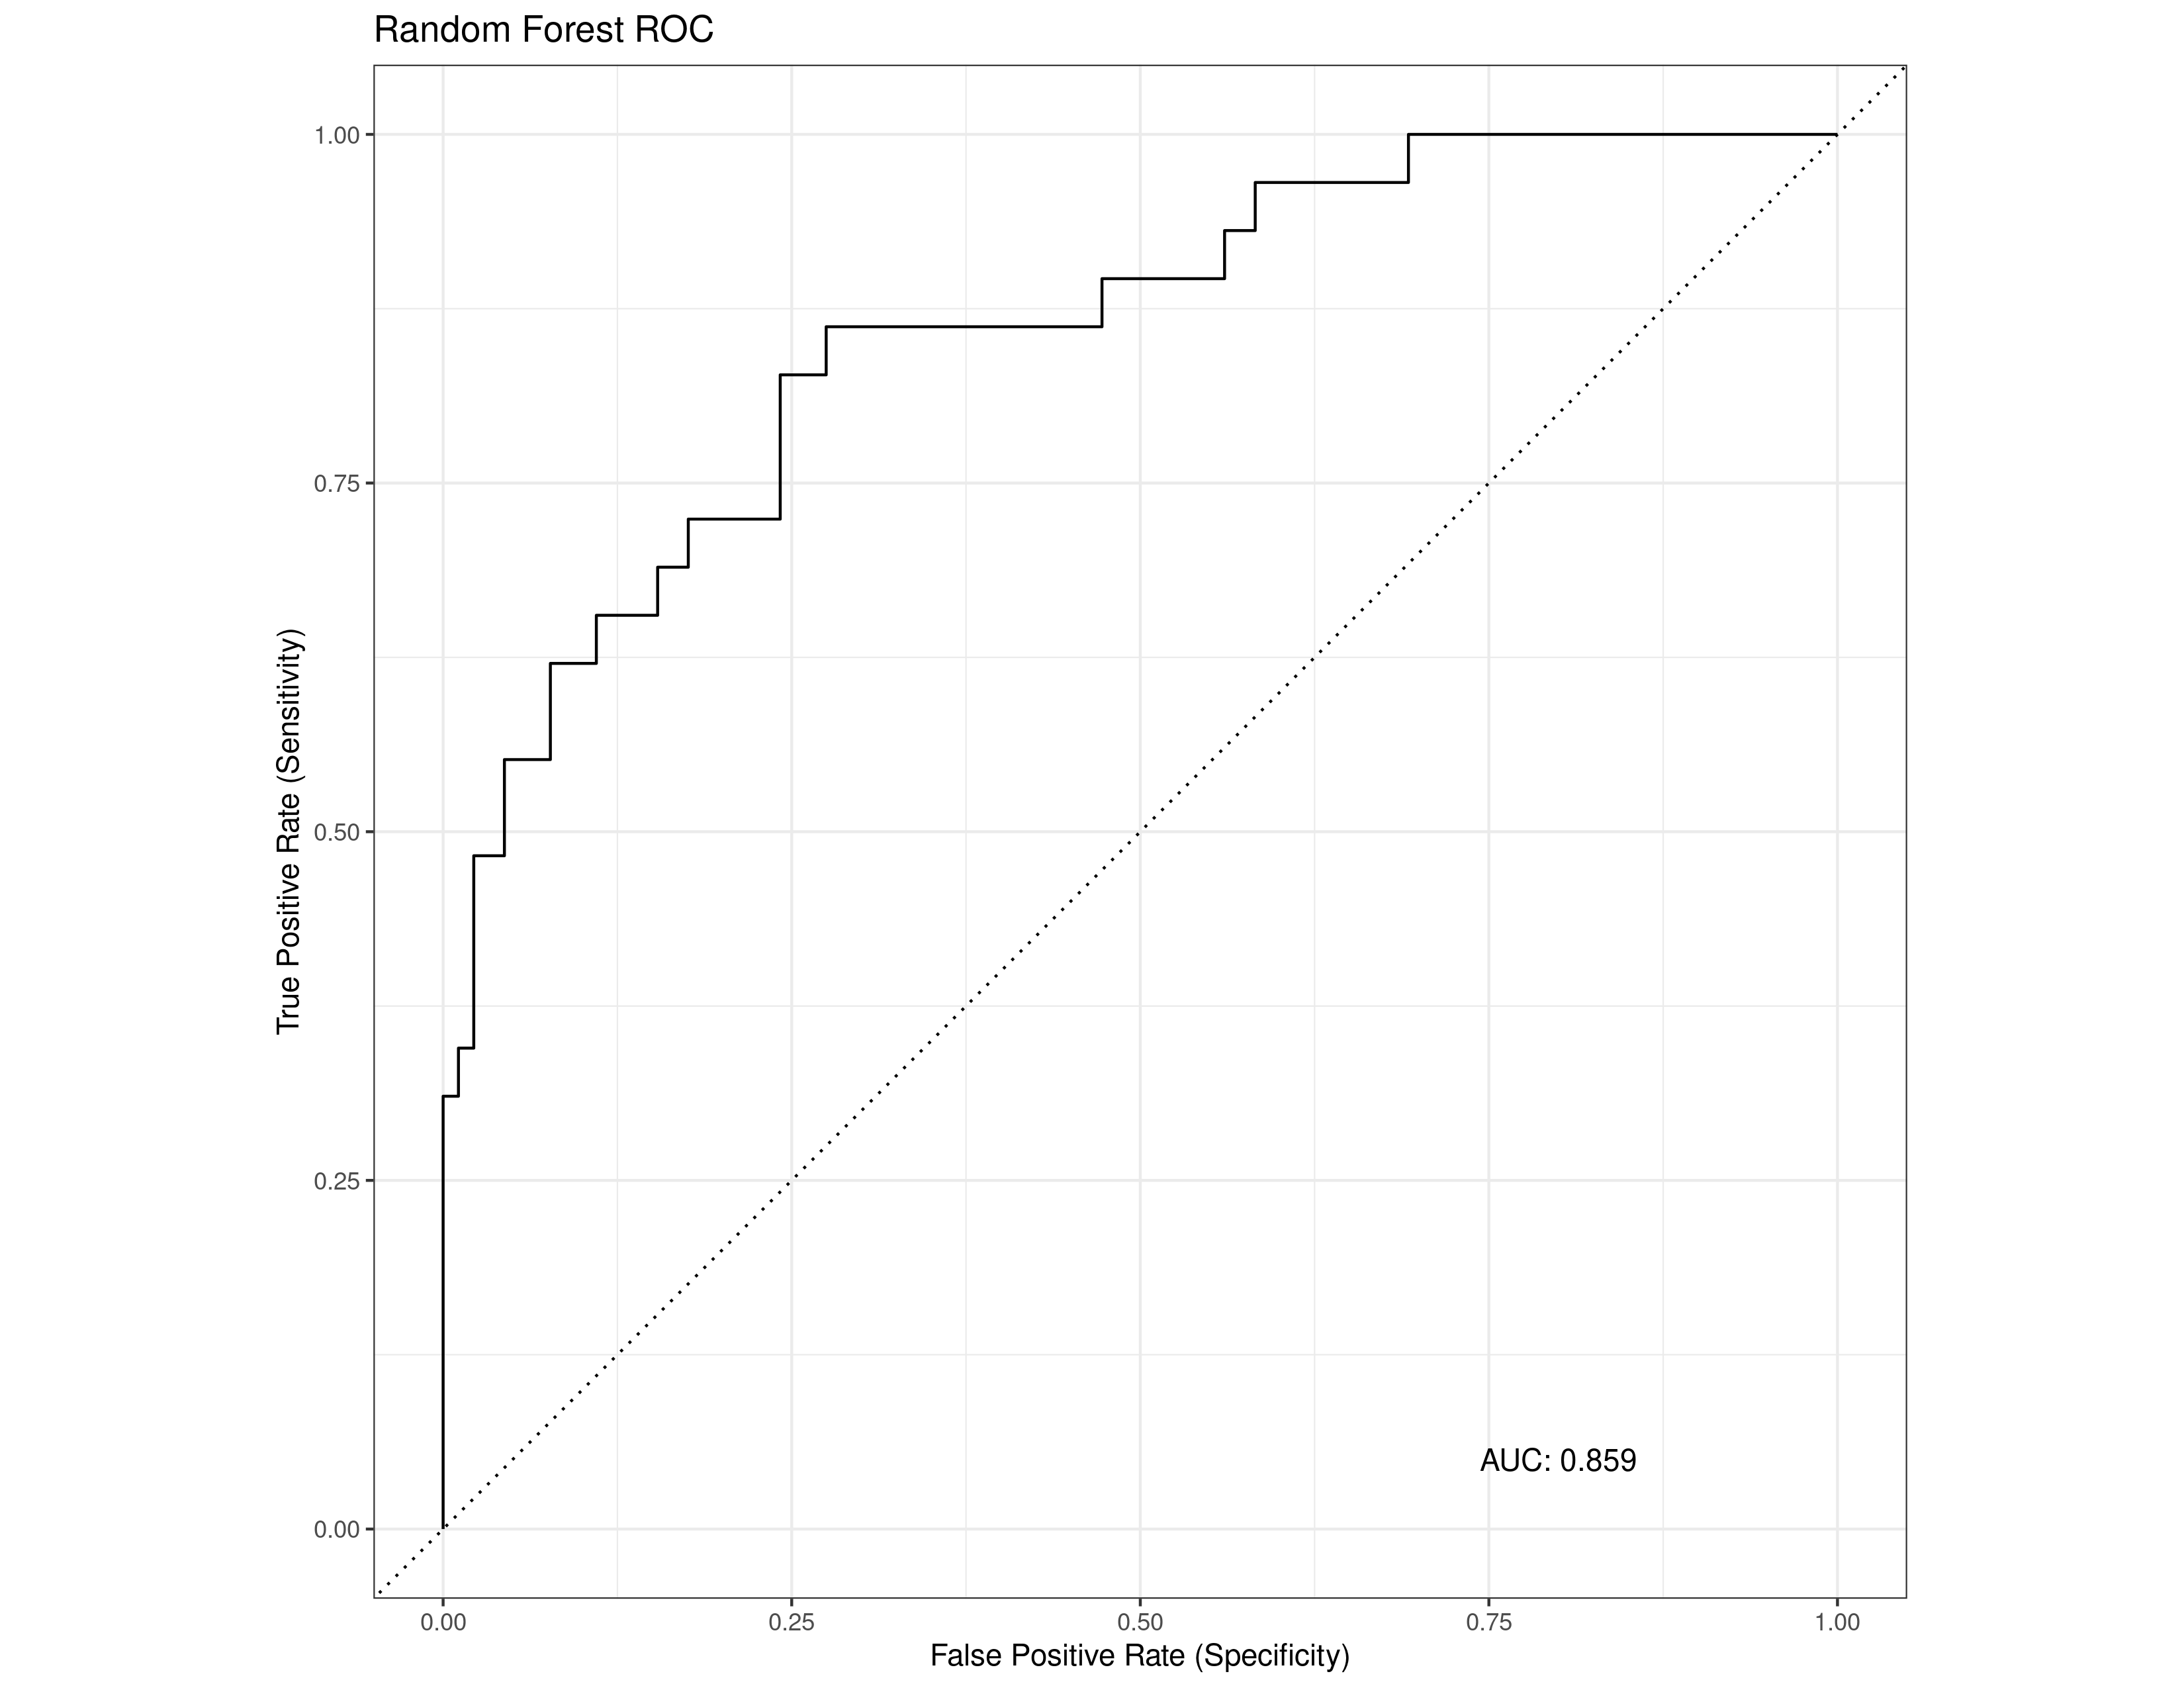 Random Forest ROC
1.00
0.75
0.50
0.25
0.00
True Positive Rate (Sensitivity)
AUC: 0.859
0.00 0.25 0.50 0.75 1.00
False Positive Rate (Specificity)